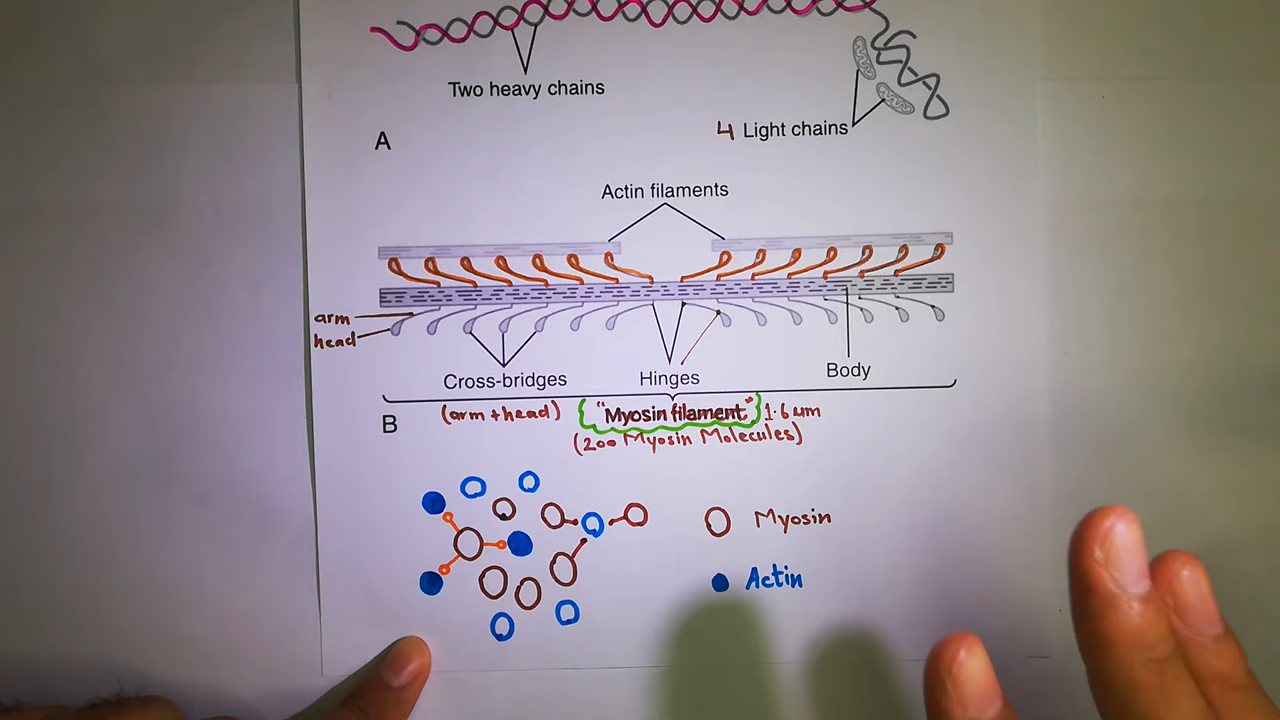 Two heavy chains
4 Light chains
A
Actin filaments
arm
head
Cross-bridges
Hinges
Body
(arm + head)
"Myosin filament" 1.6 um
B
(200 Myosin Molecules)
Myosin
Actin